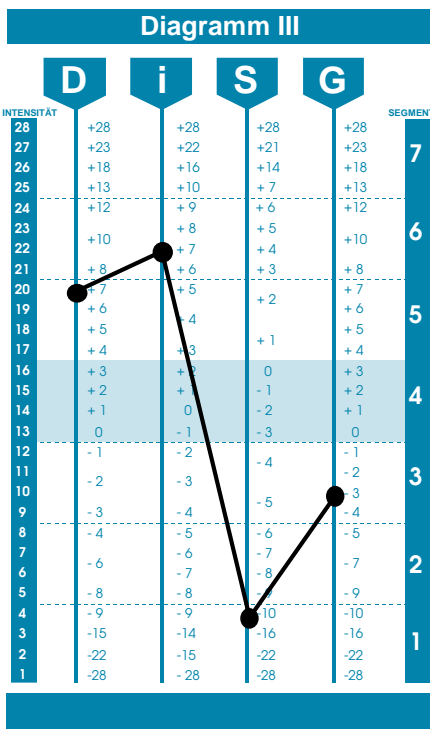 Diagramm III
D i S G
INTENSITÄT SEGMENT
28 +28 +28 +28 +28
27 +23 +22 +21 +23 7
26 +18 +16 +14 +18
25 +13 +10 + 7 +13
24 +12 + 9 + 6 +12
23 +10 + 8 + 5 +10 6
22 + 7 + 4
21 + 8 + 6 + 3 + 8
20 + 7 + 5 + 2 + 7
19 + 6 + 4 + 6 5
18 + 5 + 1 + 5
17 + 4 + 3 + 4
16 + 3 + 2 0 + 3
15 + 2 + 1 - 1 + 2 4
14 + 1 0 - 2 + 1
13 0 - 1 - 3 0
12 - 1 - 2 - 4 - 1
11 - 2 - 3 - 2 3
10 - 5 - 3
9 - 3 - 4 - 4
8 - 4 - 5 - 6 - 5
7 - 6 - 6 - 7 - 7 2
6 - 7 - 8
5 - 8 - 8 - 9 - 9
4 - 9 - 9 -10 -10
3 -15 -14 -16 -16 1
2 -22 -15 -22 -22
1 -28 - 28 -28 -28